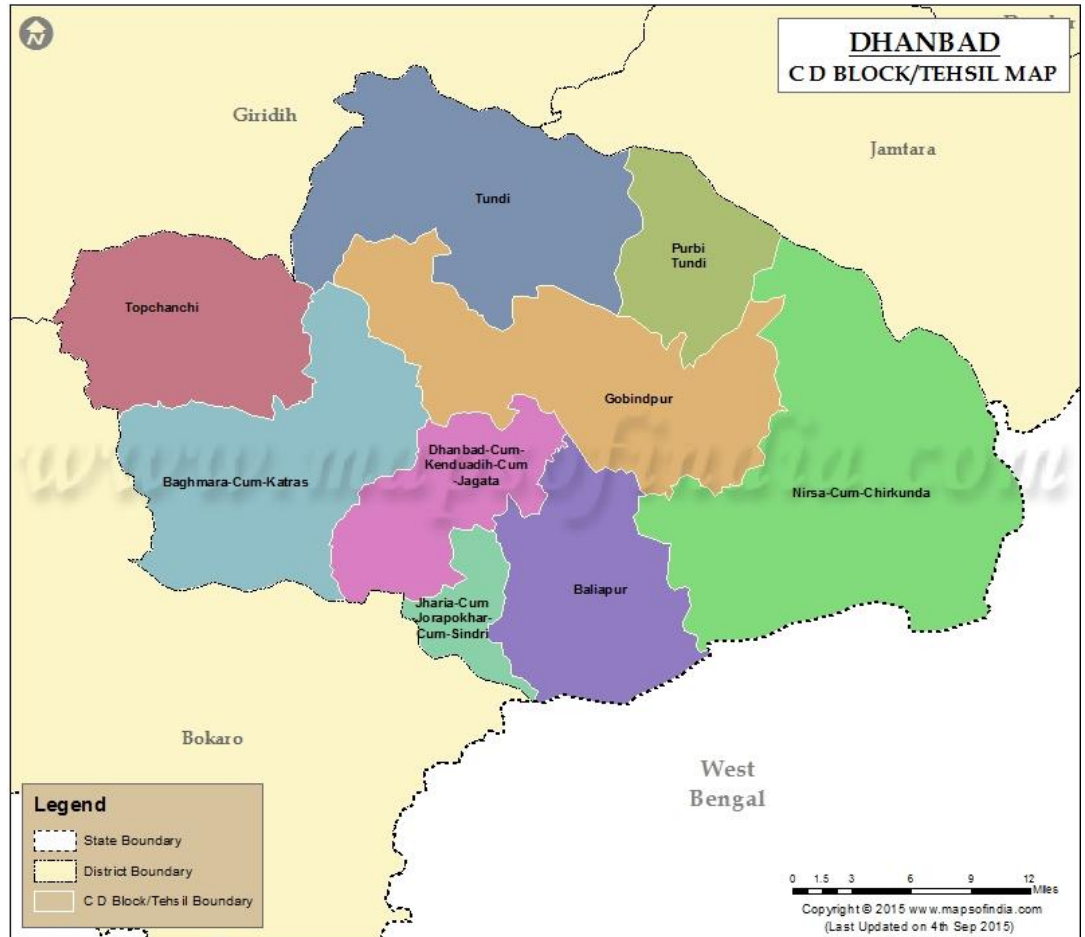 DHANBAD
C D BLOCK/TEHSIL MAP
N
Giridih
Jamtara
Tundi
Purbi
Tundi
Topchanchi
Gobindpur
Dhanbad-Cum-
Kenduadih-Cum
-Jagata
Baghmara-Cum-Katras
Nirsa-Cum-Chirkunda
www.mapsofindia.com
Baliapur
Jharia-Cum
Jorapokhar-
Cum-Sindri
Bokaro
West
Bengal
Legend
State Boundary
District Boundary
C D Block/Tehsil Boundary
0 1.5 3 6 9 12
Miles
Copyright © 2015 www.mapsofindia.com
(Last Updated on 4th Sep 2015)